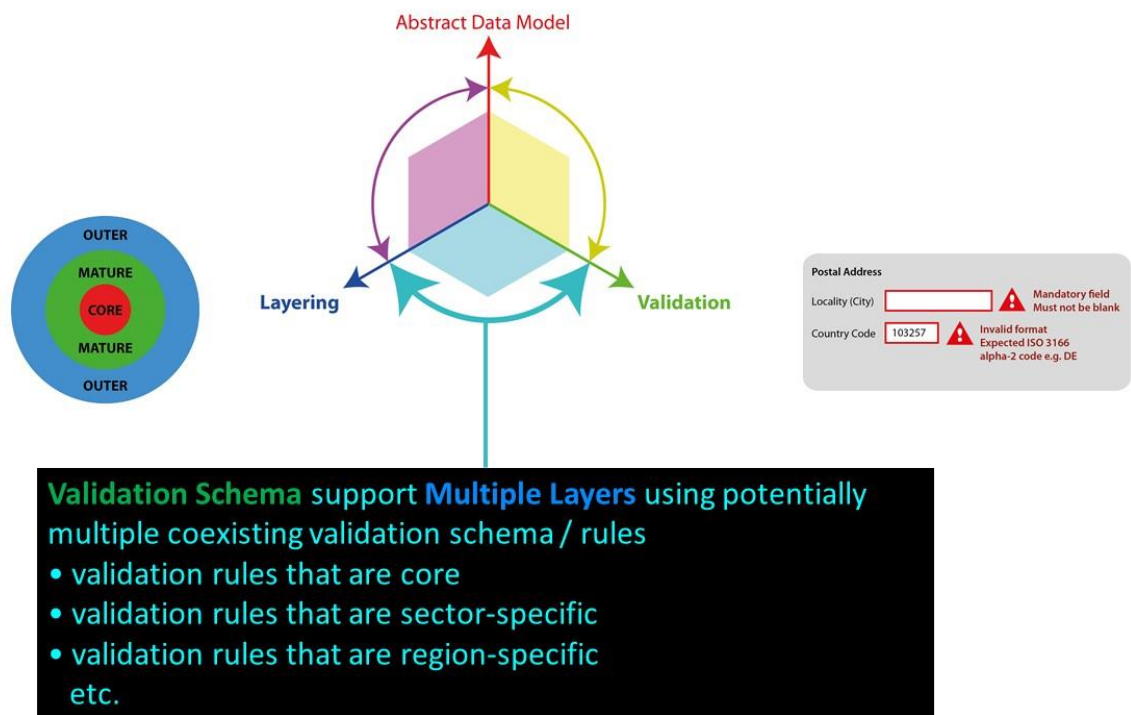 Abstract Data Model
OUTER
MATURE
CORE
MATURE
OUTER
Layering
Validation
Postal Address
Locality (City)
Mandatory field
Must not be blank
Country Code
103257
Invalid format
Expected ISO 3166
alpha-2 code e.g. DE
Validation Schema support Multiple Layers using potentially
multiple coexisting validation schema / rules
• validation rules that are core
• validation rules that are sector-specific
• validation rules that are region-specific
etc.